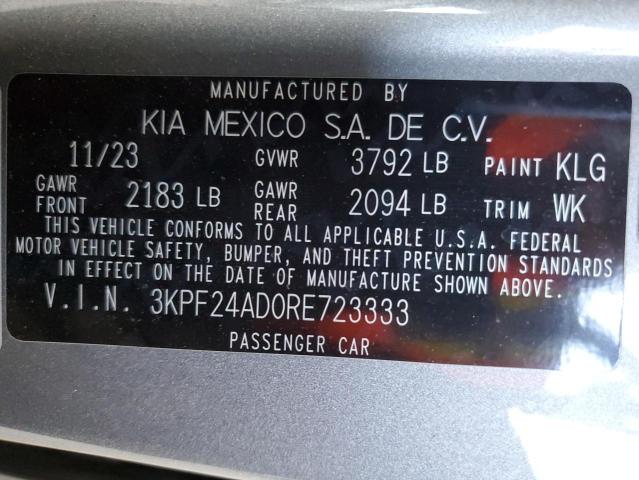 MANUFACTURED BY
KIA MEXICO S.A. DE C.V.
11/23 GVWR 3792 LB PAINT KLG
GAWR FRONT 2183 LB GAWR REAR 2094 LB TRIM WK
THIS VEHICLE CONFORMS TO ALL APPLICABLE U.S.A. FEDERAL
MOTOR VEHICLE SAFETY, BUMPER, AND THEFT PREVENTION STANDARDS
IN EFFECT ON THE DATE OF MANUFACTURE SHOWN ABOVE.
V.I.N. 3KPF24AD0RE723333
PASSENGER CAR